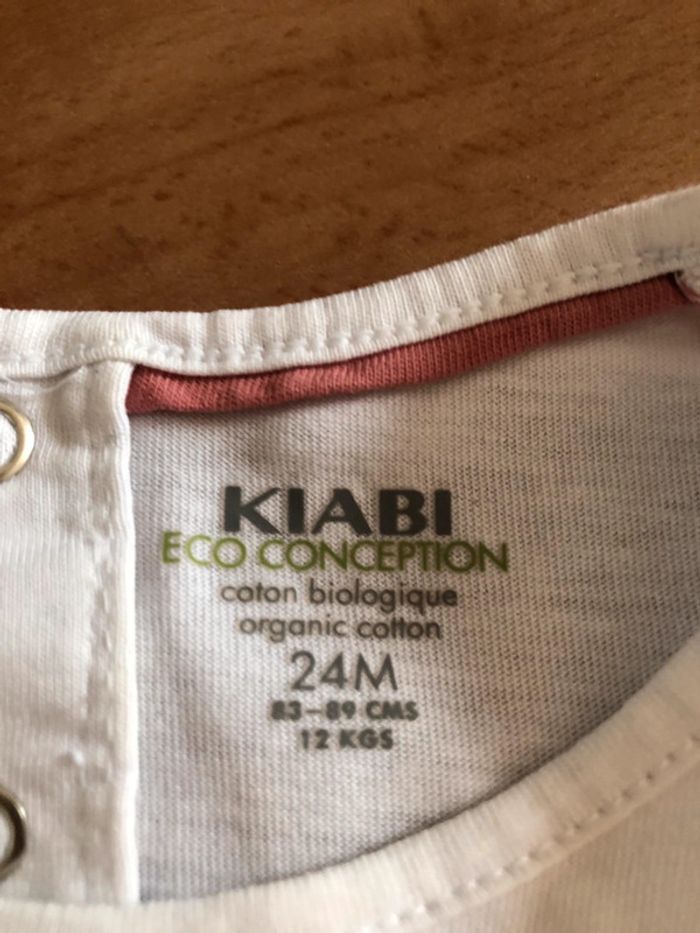 KIABI
ECO CONCEPTION
coton biologique
organic cotton
24M
83-89 CMS
12 KGS